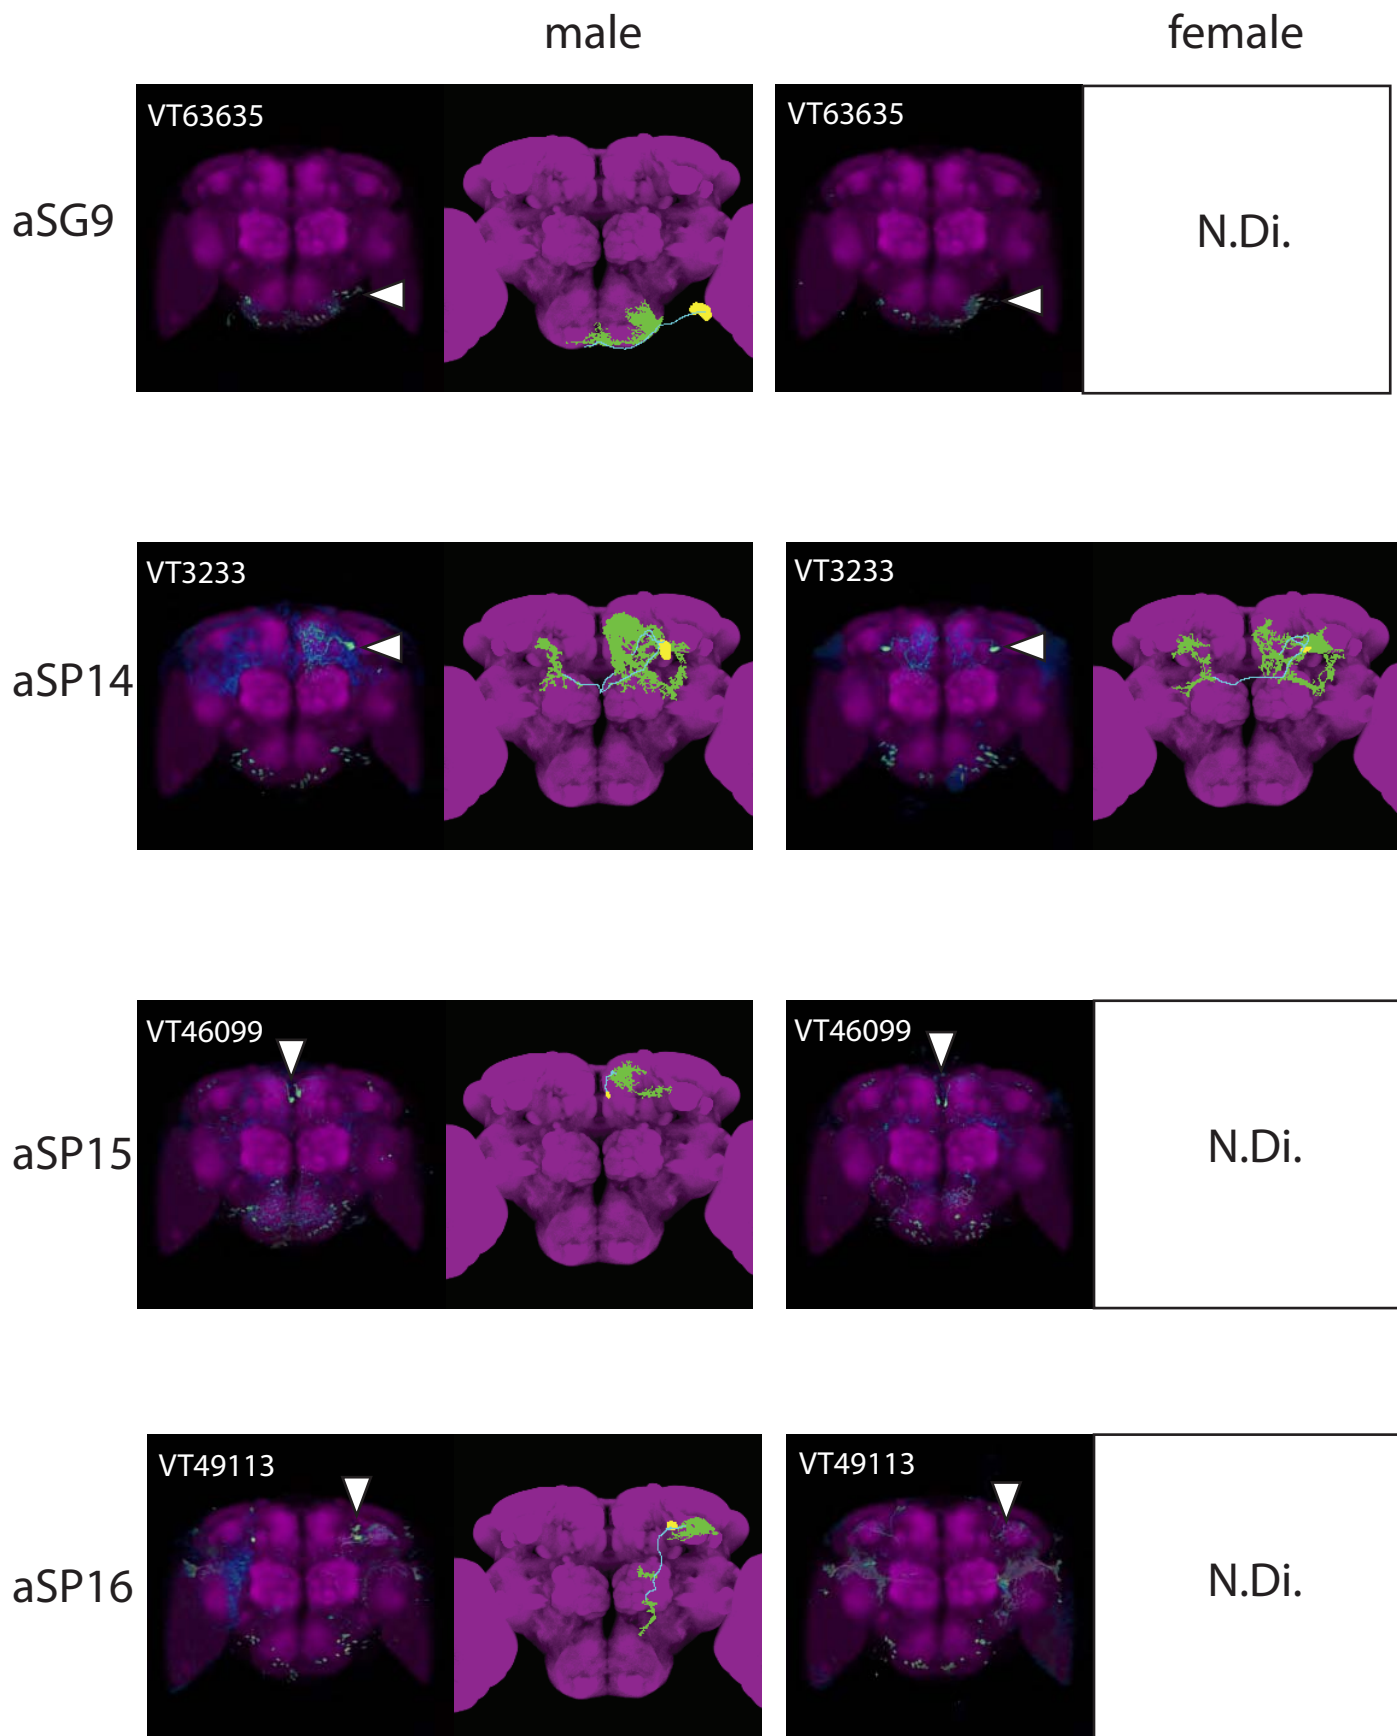 male
female
VT63635
VT63635
aSG9
N.Di.
VT3233
VT3233
aSP14
VT46099
VT46099
aSP15
N.Di.
VT49113
VT49113
aSP16
N.Di.